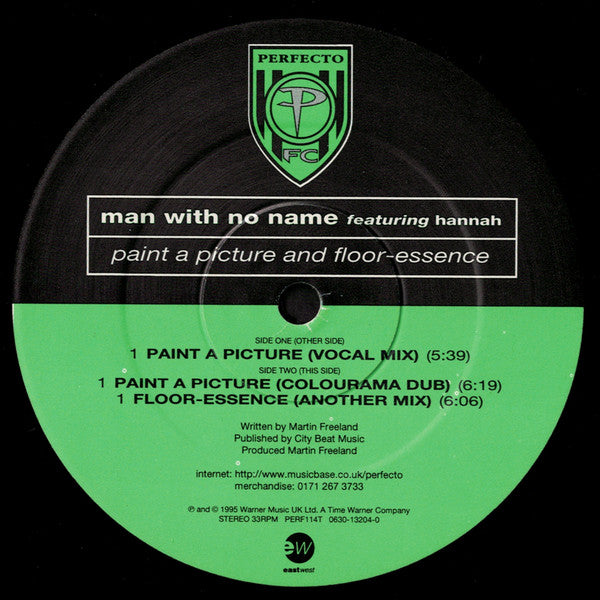 PERFECTO
P
FC
man with no name featuring hannah
paint a picture and floor-essence
SIDE ONE (OTHER SIDE)
1 PAINT A PICTURE (VOCAL MIX) (5:39)
SIDE TWO (THIS SIDE)
1 PAINT A PICTURE (COLOURAMA DUB) (6:19)
1 FLOOR-ESSENCE (ANOTHER MIX) (6:06)
Written by Martin Freeland
Published by City Beat Music
Produced Martin Freeland
internet: http://www.musicbase.co.uk/perfecto
merchandise: 0171 267 3733
℗ and © 1995 Warner Music UK Ltd. A Time Warner Company
STEREO 33RPM PERF114T 0630-13204-0
ew
eastwest